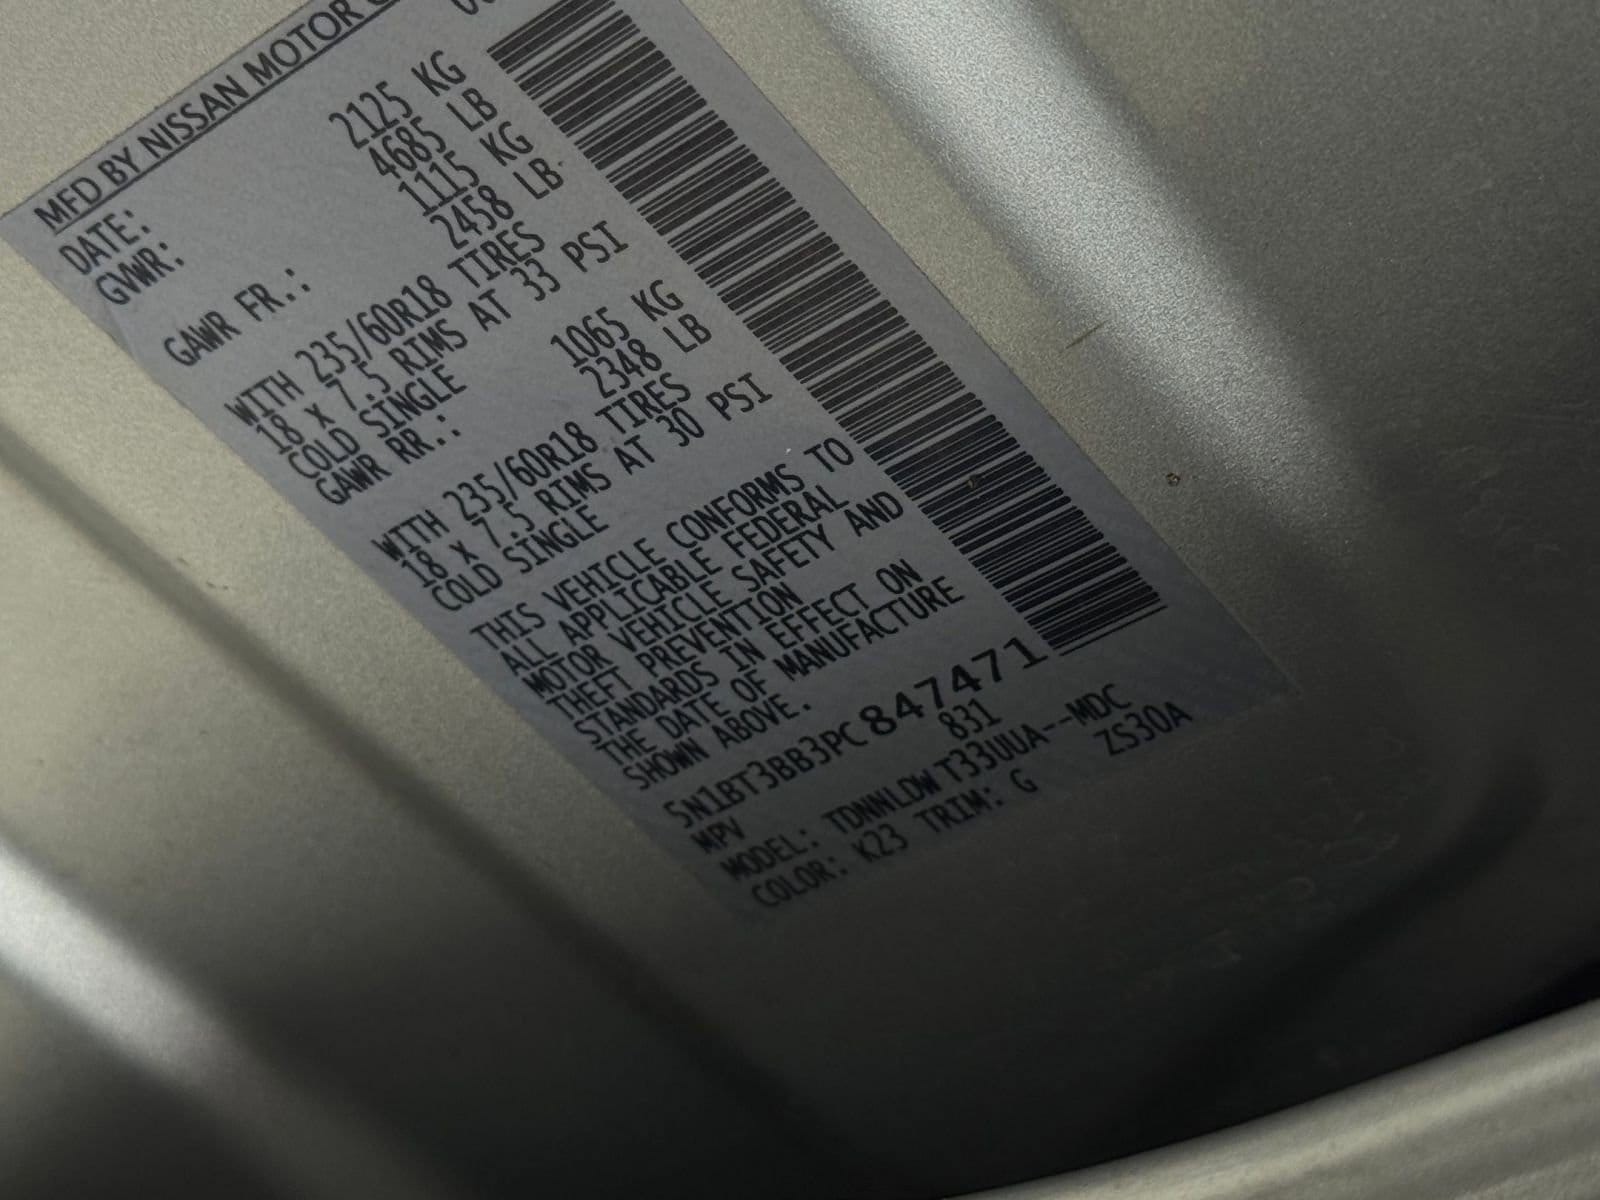 MFD BY NISSAN MOTOR
DATE:
GVWR: 2125 KG
4685 LB
GAWR FR.: 1115 KG
2458 LB
WITH 235/60R18 TIRES
18 x 7.5 RIMS AT 33 PSI
COLD SINGLE
GAWR RR.: 1065 KG
2348 LB
WITH 235/60R18 TIRES
18 x 7.5 RIMS AT 30 PSI
COLD SINGLE
THIS VEHICLE CONFORMS TO
ALL APPLICABLE FEDERAL
MOTOR VEHICLE SAFETY AND
THEFT PREVENTION
STANDARDS IN EFFECT ON
THE DATE OF MANUFACTURE
SHOWN ABOVE.
5N1BT3BB3PC847471
MPV 831
MODEL: TDNNLDWT33UUA--MDC
COLOR: K23 TRIM: G ZS30A